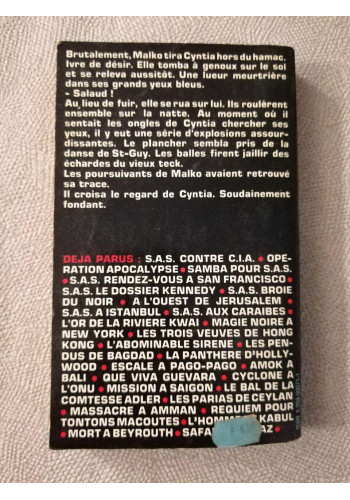 Brutalement, Malko tira Cyntia hors du hamac.
Ivre de désir. Elle tomba à genoux sur le sol
et se releva aussitôt. Une lueur meurtrière
dans ses grands yeux bleus.
- Salaud !
Au lieu de fuir, elle se rua sur lui. Ils roulèrent
ensemble sur la natte. Au moment où il
sentait les ongles de Cyntia chercher ses
yeux, il y eut une série d'explosions assour-
dissantes. Le plancher sembla pris de la
danse de St-Guy. Les balles firent jaillir des
échardes du vieux teck.
Les poursuivants de Malko avaient retrouvé
sa trace.
Il croisa le regard de Cyntia. Soudainement
fondant.
DEJA PARUS : S.A.S. CONTRE C.I.A. • OPE-
RATION APOCALYPSE • SAMBA POUR S.A.S.
• S.A.S. RENDEZ-VOUS A SAN FRANCISCO •
S.A.S. LE DOSSIER KENNEDY • S.A.S. BROIE
DU NOIR • A L'OUEST DE JERUSALEM •
S.A.S. A ISTANBUL • S.A.S. AUX CARAIBES •
L'OR DE LA RIVIERE KWAI • MAGIE NOIRE A
NEW YORK • LES TROIS VEUVES DE HONG
KONG • L'ABOMINABLE SIRENE • LES PEN-
DUS DE BAGDAD • LA PANTHERE D'HOLLY-
WOOD • ESCALE A PAGO-PAGO • AMOK A
BALI • QUE VIVA GUEVARA • CYCLONE A
L'ONU • MISSION A SAIGON • LE BAL DE LA
COMTESSE ADLER • LES PARIAS DE CEYLAN
• MASSACRE A AMMAN • REQUIEM POUR
TONTONS MACOUTES • L'HOMME KABUL
• MORT A BEYROUTH • SAFA AZ •